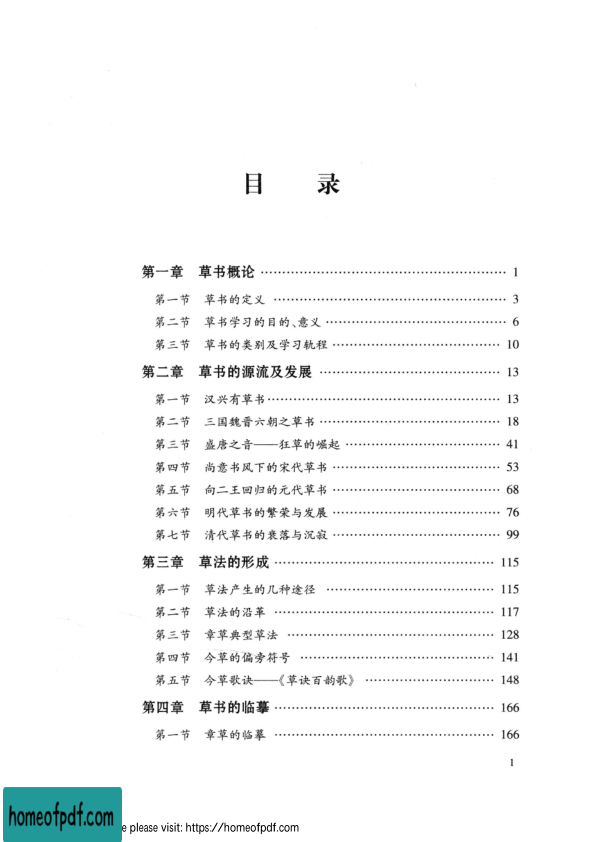 目 录
第一章 草书概论 …… 1
第一节 草书的定义 …… 3
第二节 草书学习的目的、意义 …… 6
第三节 草书的类别及学习轨程 …… 10
第二章 草书的源流及发展 …… 13
第一节 汉兴有草书 …… 13
第二节 三国魏晋六朝之草书 …… 18
第三节 盛唐之音——狂草的崛起 …… 41
第四节 尚意书风下的宋代草书 …… 53
第五节 向二王回归的元代草书 …… 68
第六节 明代草书的繁荣与发展 …… 76
第七节 清代草书的衰落与沉寂 …… 99
第三章 草法的形成 …… 115
第一节 草法产生的几种途径 …… 115
第二节 草法的沿革 …… 117
第三节 章草典型草法 …… 128
第四节 今草的偏旁符号 …… 141
第五节 今草歌诀——《草诀百韵歌》 …… 148
第四章 草书的临摹 …… 166
第一节 章草的临摹 …… 166
1
homeofpdf.com
e please visit: https://homeofpdf.com